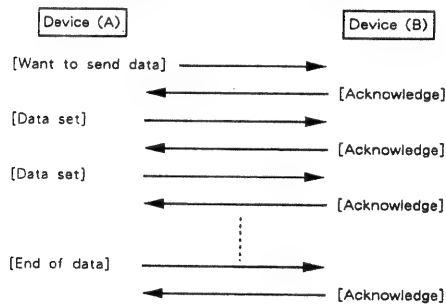 Device (A) Device (B)
[Want to send data]
[Acknowledge]
[Data set]
[Acknowledge]
[Data set]
[Acknowledge]
[End of data]
[Acknowledge]